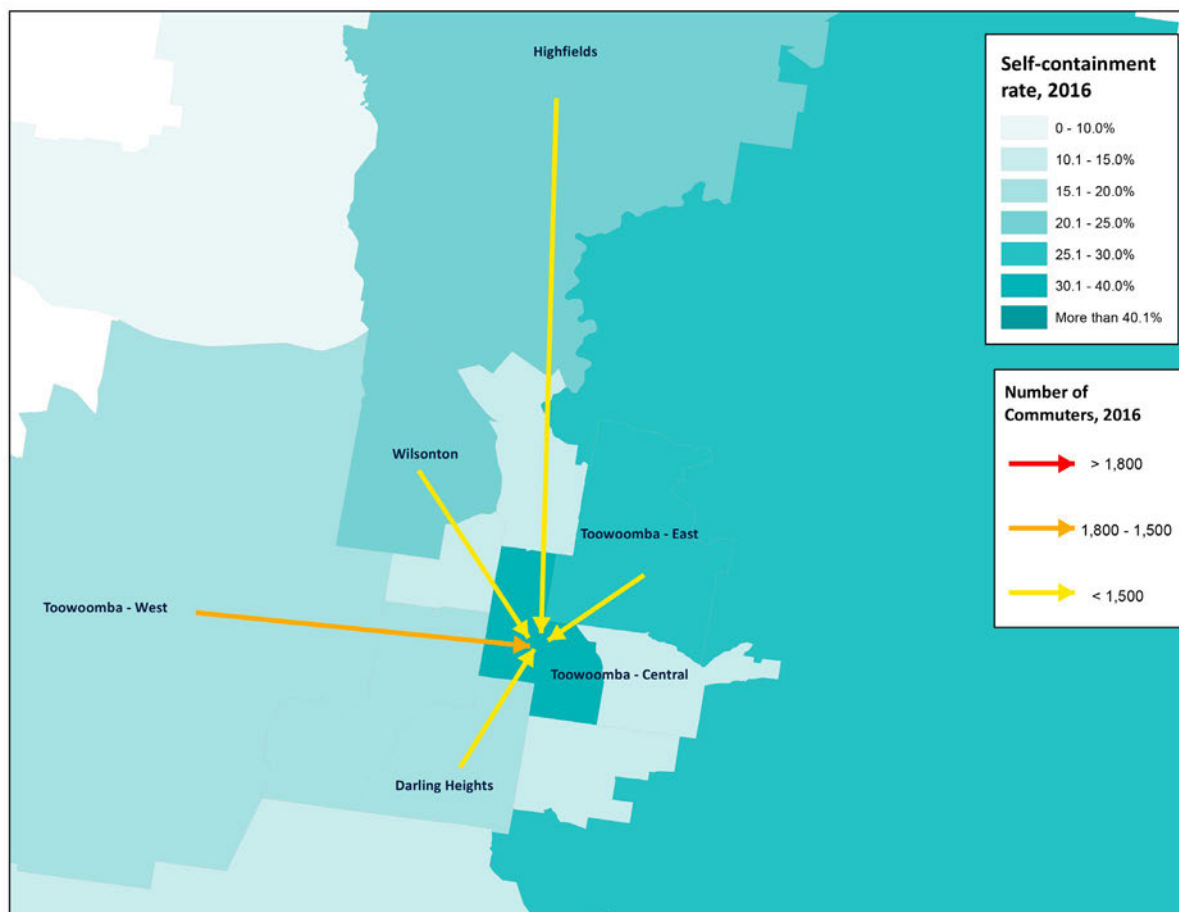 Highfields
Wilsonton
Toowoomba - East
Toowoomba - West
Toowoomba - Central
Darling Heights
Self-containment
rate, 2016
0 - 10.0%
10.1 - 15.0%
15.1 - 20.0%
20.1 - 25.0%
25.1 - 30.0%
30.1 - 40.0%
More than 40.1%
Number of
Commuters, 2016
> 1,800
1,800 - 1,500
< 1,500